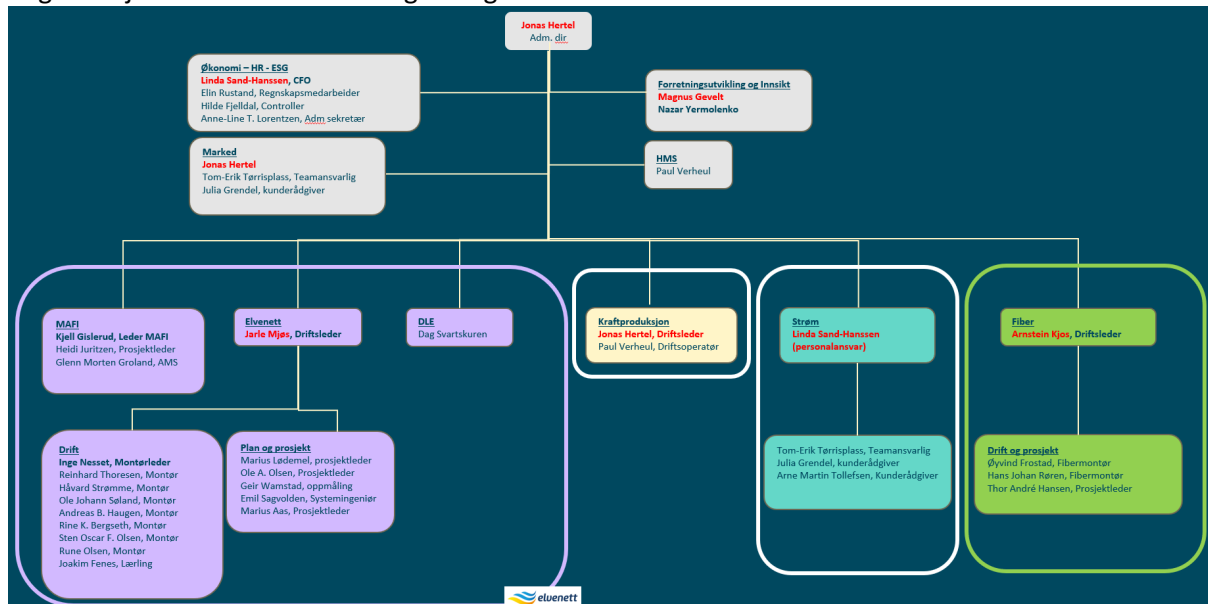 Jonas Hertel
Adm. dir
Økonomi – HR - ESG
Linda Sand-Hanssen, CFO
Elin Rustand, Regnskapsmedarbeider
Hilde Fjelldal, Controller
Anne-Line T. Lorentzen, Adm sekretær
Forretningsutvikling og Innsikt
Magnus Gevelt
Nazar Yermolenko
Marked
Jonas Hertel
Tom-Erik Tørrisplass, Teamansvarlig
Julia Grendel, kunderådgiver
HMS
Paul Verheul
MAFI
Kjell Gislerud, Leder MAFI
Heidi Juritzen, Prosjektleder
Glenn Morten Groland, AMS
Elvenett
Jarle Mjøs, Driftsleder
DLE
Dag Svartskuren
Kraftproduksjon
Jonas Hertel, Driftsleder
Paul Verheul, Driftsoperatør
Strøm
Linda Sand-Hanssen
(personalansvar)
Fiber
Arnstein Kjos, Driftsleder
Drift
Inge Nesset, Montørleder
Reinhard Thoresen, Montør
Håvard Strømme, Montør
Ole Johann Søland, Montør
Andreas B. Haugen, Montør
Rine K. Bergseth, Montør
Sten Oscar F. Olsen, Montør
Rune Olsen, Montør
Joakim Fenes, Lærling
Plan og prosjekt
Marius Lødemel, prosjektleder
Ole A. Olsen, Prosjektleder
Geir Wamstad, oppmåling
Emil Sagvolden, Systemingeniør
Marius Aas, Prosjektleder
Tom-Erik Tørrisplass, Teamansvarlig
Julia Grendel, kunderådgiver
Arne Martin Tollefsen, Kunderådgiver
Drift og prosjekt
Øyvind Frostad, Fibermontør
Hans Johan Røren, Fibermontør
Thor André Hansen, Prosjektleder
elvenett